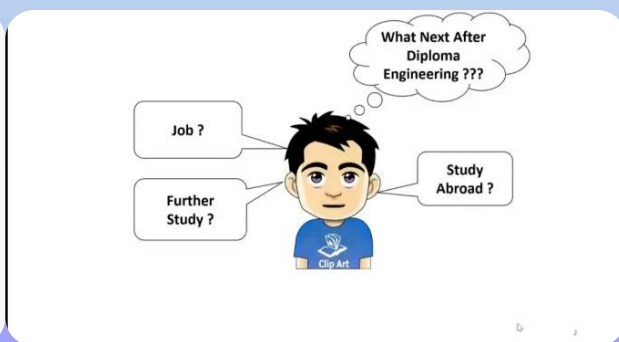 What Next After
Diploma
Engineering ???
Job ?
Further
Study ?
Study
Abroad ?
Clip Art